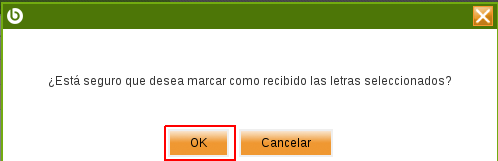 ¿Está seguro que desea marcar como recibido las letras seleccionados?
OK Cancelar